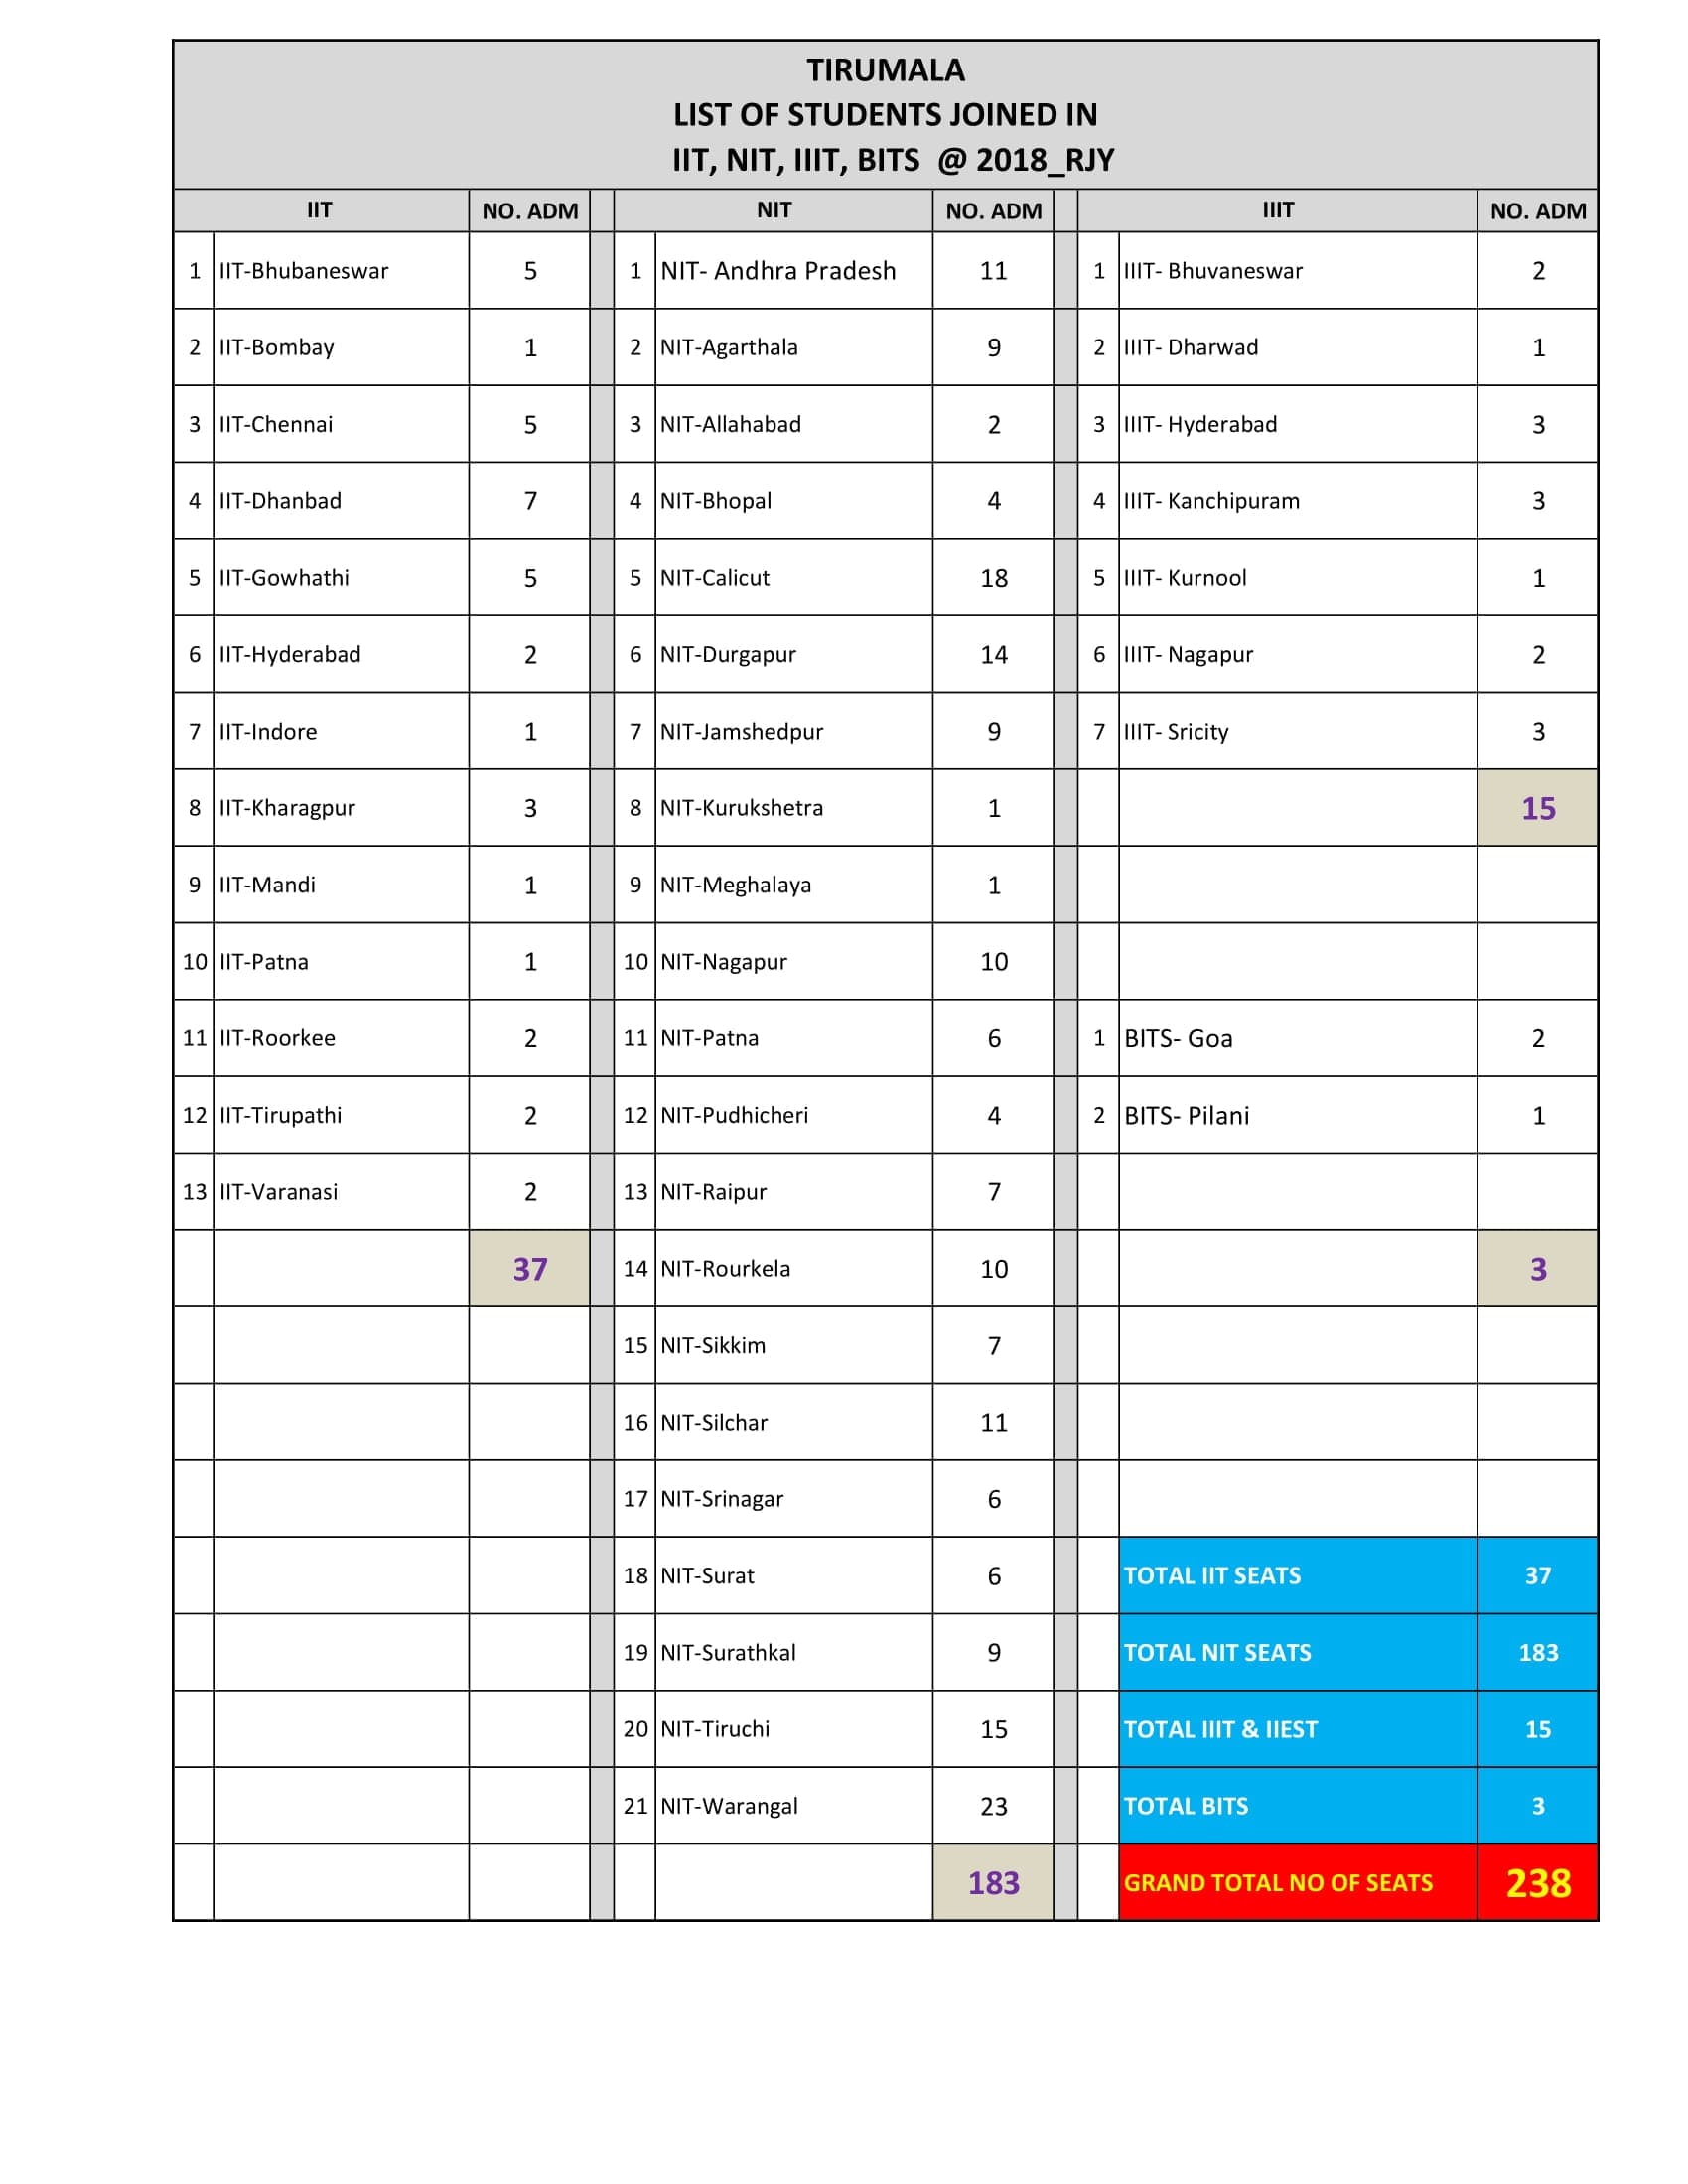 TIRUMALA
LIST OF STUDENTS JOINED IN
IIT, NIT, IIIT, BITS @ 2018_RJY
IIT NO. ADM NIT NO. ADM IIIT NO. ADM
1 IIT-Bhubaneswar 5 1 NIT- Andhra Pradesh 11 1 IIIT- Bhuvaneswar 2
2 IIT-Bombay 1 2 NIT-Agarthala 9 2 IIIT- Dharwad 1
3 IIT-Chennai 5 3 NIT-Allahabad 2 3 IIIT- Hyderabad 3
4 IIT-Dhanbad 7 4 NIT-Bhopal 4 4 IIIT- Kanchipuram 3
5 IIT-Gowhathi 5 5 NIT-Calicut 18 5 IIIT- Kurnool 1
6 IIT-Hyderabad 2 6 NIT-Durgapur 14 6 IIIT- Nagapur 2
7 IIT-Indore 1 7 NIT-Jamshedpur 9 7 IIIT- Sricity 3
8 IIT-Kharagpur 3 8 NIT-Kurukshetra 1 15
9 IIT-Mandi 1 9 NIT-Meghalaya 1
10 IIT-Patna 1 10 NIT-Nagapur 10
11 IIT-Roorkee 2 11 NIT-Patna 6 1 BITS- Goa 2
12 IIT-Tirupathi 2 12 NIT-Pudhicheri 4 2 BITS- Pilani 1
13 IIT-Varanasi 2 13 NIT-Raipur 7
37 14 NIT-Rourkela 10 3
15 NIT-Sikkim 7
16 NIT-Silchar 11
17 NIT-Srinagar 6
18 NIT-Surat 6 TOTAL IIT SEATS 37
19 NIT-Surathkal 9 TOTAL NIT SEATS 183
20 NIT-Tiruchi 15 TOTAL IIIT & IIEST 15
21 NIT-Warangal 23 TOTAL BITS 3
183 GRAND TOTAL NO OF SEATS 238